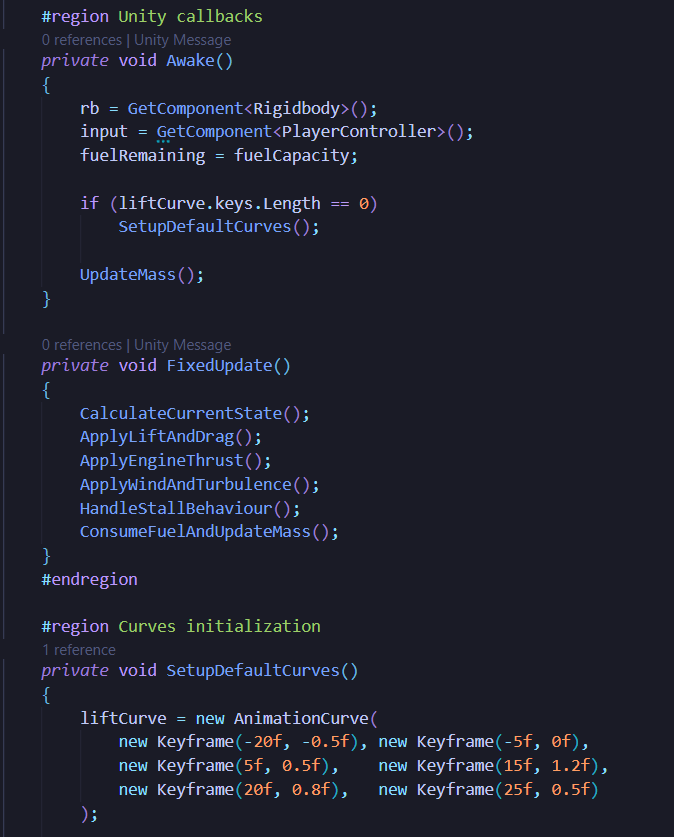 #region Unity callbacks
0 references | Unity Message
private void Awake()
{
rb = GetComponent<Rigidbody>();
input = GetComponent<PlayerController>();
fuelRemaining = fuelCapacity;
if (liftCurve.keys.Length == 0)
SetupDefaultCurves();
UpdateMass();
}
0 references | Unity Message
private void FixedUpdate()
{
CalculateCurrentState();
ApplyLiftAndDrag();
ApplyEngineThrust();
ApplyWindAndTurbulence();
HandleStallBehaviour();
ConsumeFuelAndUpdateMass();
}
#endregion
#region Curves initialization
1 reference
private void SetupDefaultCurves()
{
liftCurve = new AnimationCurve(
new Keyframe(-20f, -0.5f), new Keyframe(-5f, 0f),
new Keyframe(5f, 0.5f),    new Keyframe(15f, 1.2f),
new Keyframe(20f, 0.8f),   new Keyframe(25f, 0.5f)
);